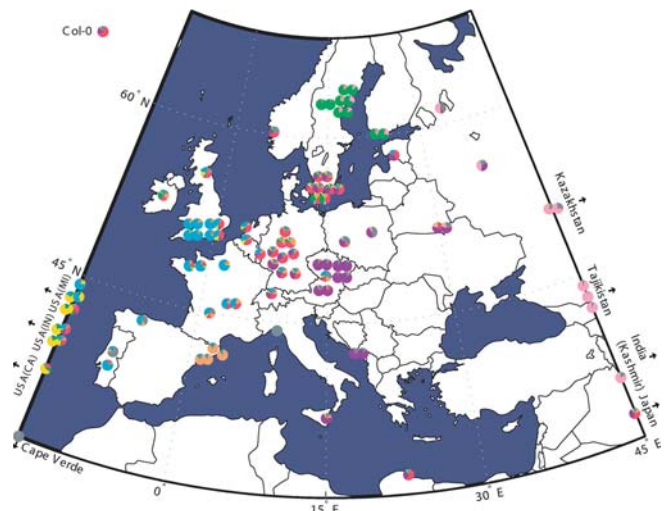 Col-0
60° N
45° N
USA(MI)
USA(IN)
USA(CA)
Cape Verde
0°
15° E
30° E
45 E
Kazakhstan
Tajikistan
India
(Kashmir)
Japan